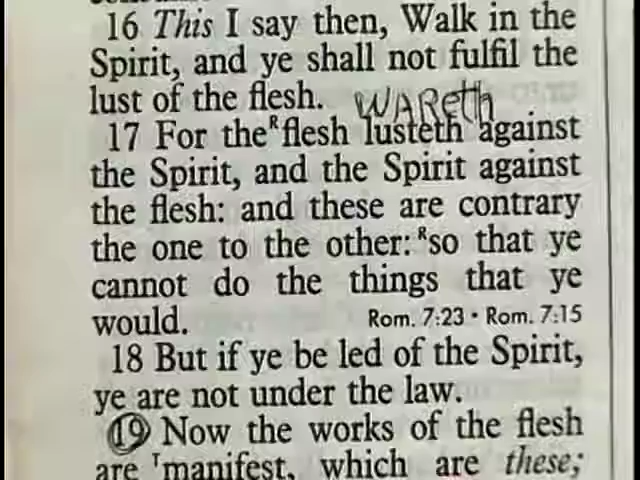 16 This I say then, Walk in the
Spirit, and ye shall not fulfil the
lust of the flesh. WAReth
17 For the ᴿflesh lusteth against
the Spirit, and the Spirit against
the flesh: and these are contrary
the one to the other: ᴿso that ye
cannot do the things that ye
would. Rom. 7:23 · Rom. 7:15
18 But if ye be led of the Spirit,
ye are not under the law.
19 Now the works of the flesh
are ᵀmanifest, which are these;